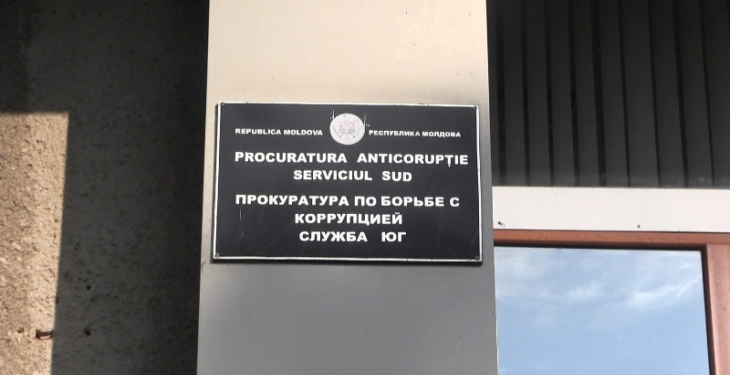 REPUBLICA MOLDOVA РЕСПУБЛИКА МОЛДОВА
PROCURATURA ANTICORUPȚIE
SERVICIUL SUD
ПРОКУРАТУРА ПО БОРЬБЕ С
КОРРУПЦИЕЙ
СЛУЖБА ЮГ